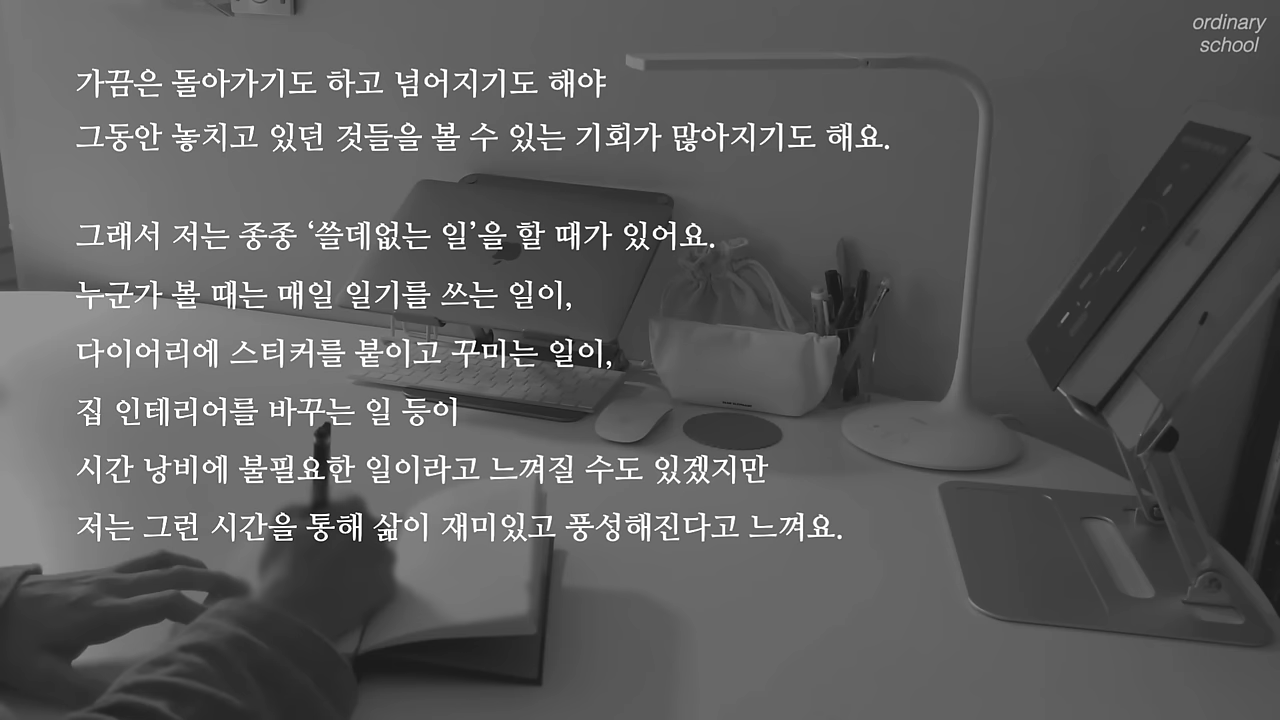 ordinary
school
가끔은 돌아가기도 하고 넘어지기도 해야
그동안 놓치고 있던 것들을 볼 수 있는 기회가 많아지기도 해요.
그래서 저는 종종 ‘쓸데없는 일’을 할 때가 있어요.
누군가 볼 때는 매일 일기를 쓰는 일이,
다이어리에 스티커를 붙이고 꾸미는 일이,
집 인테리어를 바꾸는 일 등이
시간 낭비에 불필요한 일이라고 느껴질 수도 있겠지만
저는 그런 시간을 통해 삶이 재미있고 풍성해진다고 느껴요.